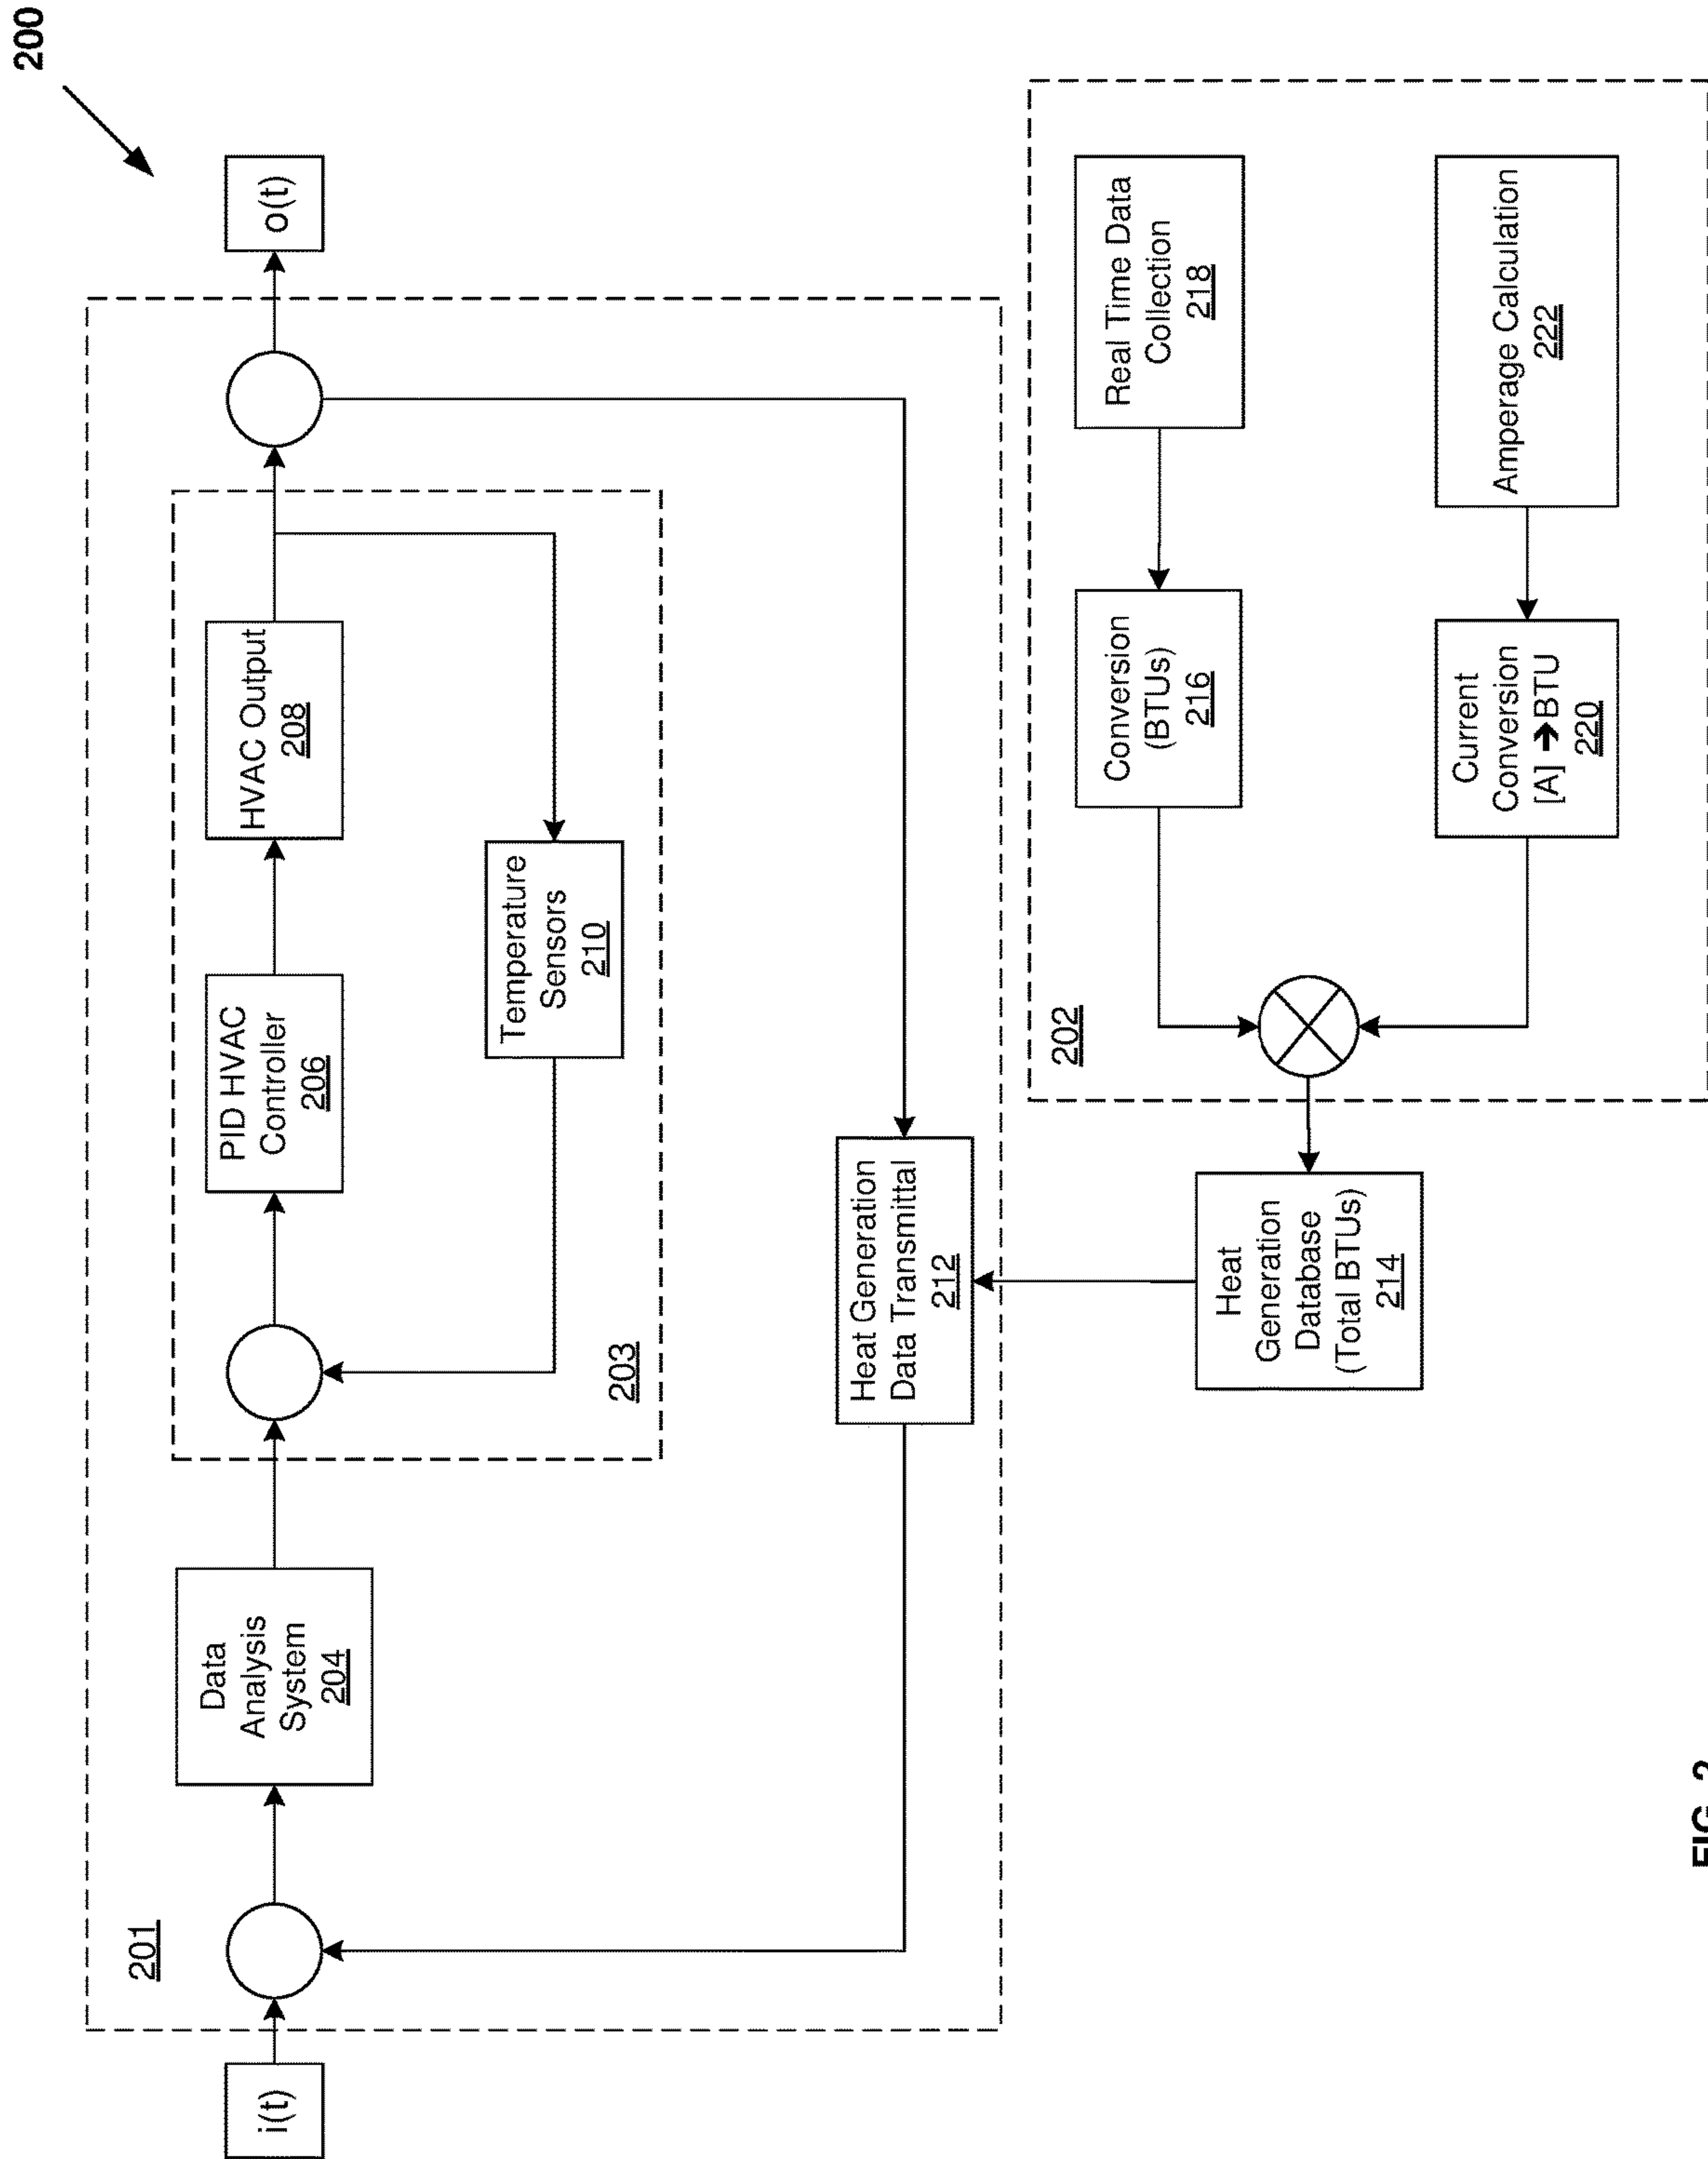 200
201
i(t)
Data
Analysis
System
204
PID HVAC
Controller
206
HVAC Output
208
o(t)
Temperature
Sensors
210
203
Heat Generation
Data Transmittal
212
202
Heat
Generation
Database
(Total BTUs)
214
Conversion
(BTUs)
216
Real Time Data
Collection
218
Current
Conversion
[A] ➔BTU
220
Amperage Calculation
222
FIG. 2